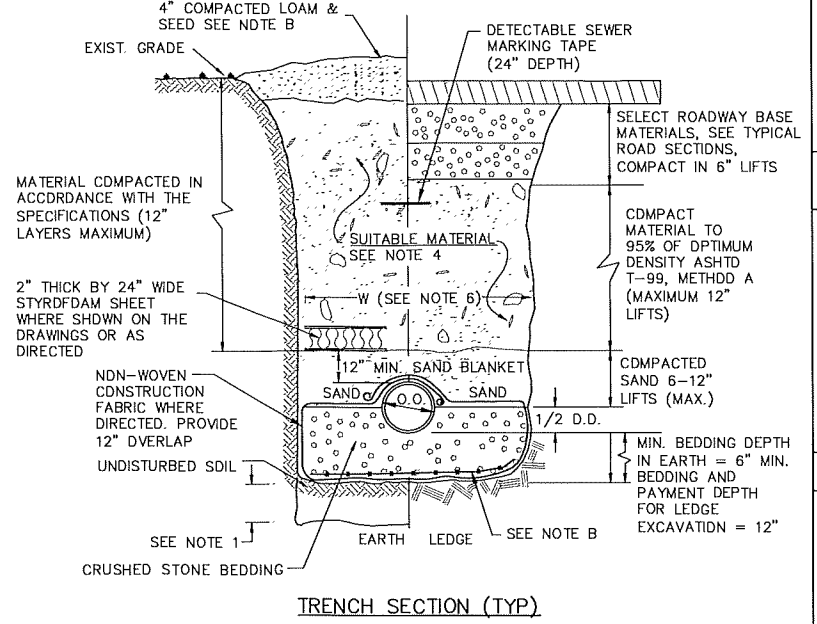 4" COMPACTED LOAM &
SEED SEE NOTE B
EXIST. GRADE
DETECTABLE SEWER
MARKING TAPE
(24" DEPTH)
SELECT ROADWAY BASE
MATERIALS, SEE TYPICAL
ROAD SECTIONS,
COMPACT IN 6" LIFTS
MATERIAL COMPACTED IN
ACCORDANCE WITH THE
SPECIFICATIONS (12"
LAYERS MAXIMUM)
COMPACT
MATERIAL TO
95% OF OPTIMUM
DENSITY ASHTO
T-99, METHOD A
(MAXIMUM 12"
LIFTS)
SUITABLE MATERIAL
SEE NOTE 4
W (SEE NOTE 6)
2" THICK BY 24" WIDE
STYROFOAM SHEET
WHERE SHOWN ON THE
DRAWINGS OR AS
DIRECTED
12" MIN. SAND BLANKET
COMPACTED
SAND 6-12"
LIFTS (MAX.)
NON-WOVEN
CONSTRUCTION
FABRIC WHERE
DIRECTED. PROVIDE
12" OVERLAP
SAND
O.O.
SAND
1/2 D.D.
MIN. BEDDING DEPTH
IN EARTH = 6" MIN.
BEDDING AND
PAYMENT DEPTH
FOR LEDGE
EXCAVATION = 12"
UNDISTURBED SOIL
SEE NOTE 1
EARTH
LEDGE
SEE NOTE B
CRUSHED STONE BEDDING
TRENCH SECTION (TYP)